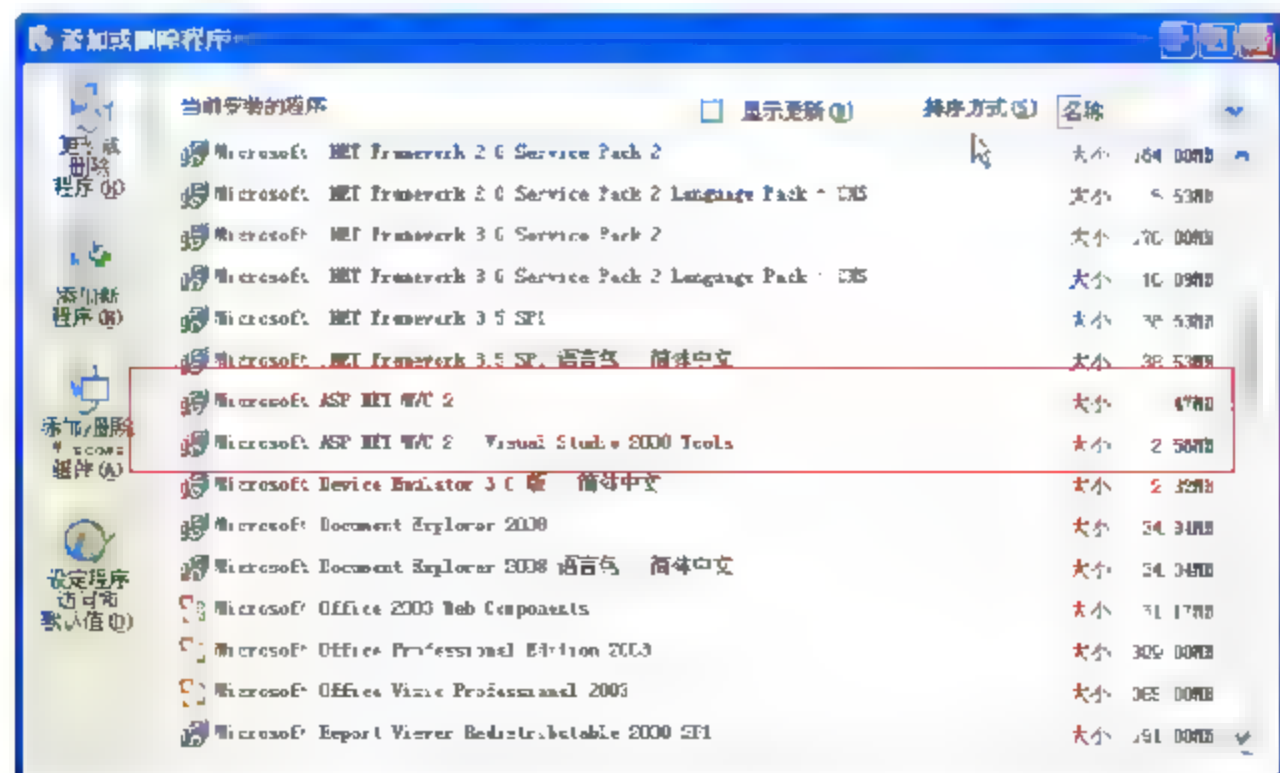 添加或删除程序
当前安装的程序 显示更新(U) 排序方式(S) 名称
更改或
删除
程序(H)
添加新
程序(N)
添加/删除
组件(A)
设定程序
访问和
默认值(O)
Microsoft .NET Framework 2.0 Service Pack 2 大小
Microsoft .NET Framework 2.0 Service Pack 2 Language Pack - CHS 大小 5.53MB
Microsoft .NET Framework 3.0 Service Pack 2 大小
Microsoft .NET Framework 3.0 Service Pack 2 Language Pack - CHS 大小 10.09MB
Microsoft .NET Framework 3.5 SP1 大小
Microsoft .NET Framework 3.5 SP1 语言包 简体中文 大小 38.53MB
Microsoft ASP.NET MVC 2 大小
Microsoft ASP.NET MVC 2 Visual Studio 2008 Tools 大小 2.58MB
Microsoft Device Emulator 3.0 版 简体中文 大小 2.32MB
Microsoft Document Explorer 2008 大小
Microsoft Document Explorer 2008 语言包 简体中文 大小
Microsoft Office 2003 Web Components 大小
Microsoft Office Professional Edition 2003 大小
Microsoft Office Visio Professional 2003 大小
Microsoft Report Viewer Redistributable 2008 SP1 大小